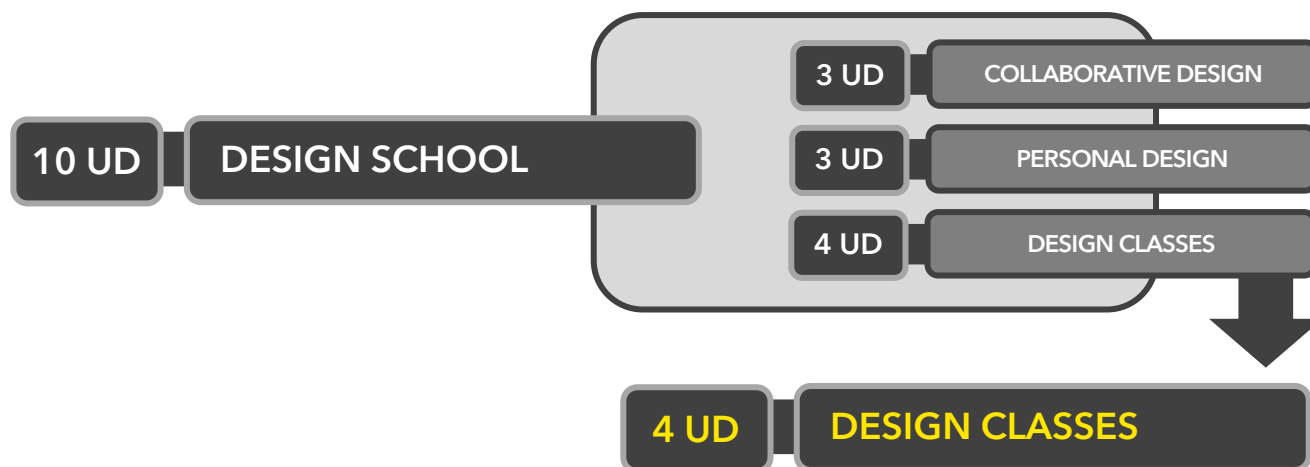 3 UD COLLABORATIVE DESIGN
10 UD DESIGN SCHOOL
3 UD PERSONAL DESIGN
4 UD DESIGN CLASSES
4 UD DESIGN CLASSES